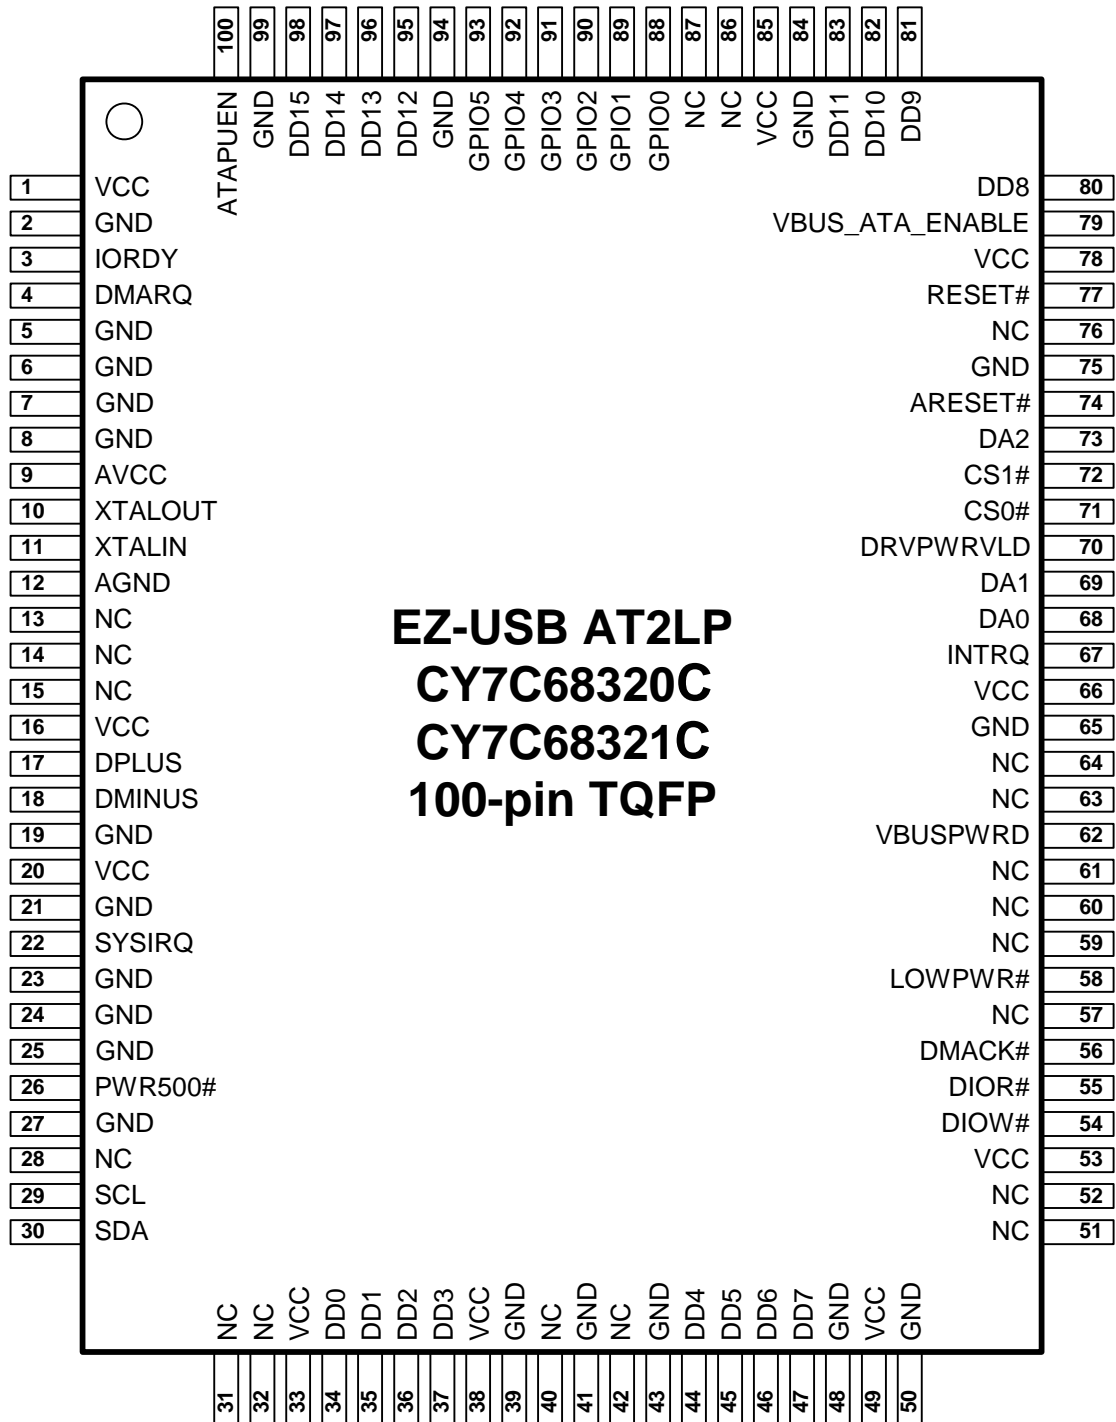 100 99 98 97 96 95 94 93 92 91 90 89 88 87 86 85 84 83 82 81
ATAPUEN GND DD15 DD14 DD13 DD12 GND GPIO5 GPIO4 GPIO3 GPIO2 GPIO1 GPIO0 NC NC VCC GND DD11 DD10 DD9
1 VCC DD8 80
2 GND VBUS_ATA_ENABLE 79
3 IORDY VCC 78
4 DMARQ RESET# 77
5 GND NC 76
6 GND GND 75
7 GND ARESET# 74
8 GND DA2 73
9 AVCC CS1# 72
10 XTALOUT CS0# 71
11 XTALIN DRVPWRVLD 70
12 AGND DA1 69
13 NC DA0 68
14 NC INTRQ 67
15 NC VCC 66
16 VCC GND 65
17 DPLUS NC 64
18 DMINUS NC 63
19 GND VBUSPWRD 62
20 VCC NC 61
21 GND NC 60
22 SYSIRQ NC 59
23 GND LOWPWR# 58
24 GND NC 57
25 GND DMACK# 56
26 PWR500# DIOR# 55
27 GND DIOW# 54
28 NC VCC 53
29 SCL NC 52
30 SDA NC 51
EZ-USB AT2LP
CY7C68320C
CY7C68321C
100-pin TQFP
NC NC VCC DD0 DD1 DD2 DD3 VCC GND NC GND NC GND DD4 DD5 DD6 DD7 GND VCC GND
31 32 33 34 35 36 37 38 39 40 41 42 43 44 45 46 47 48 49 50